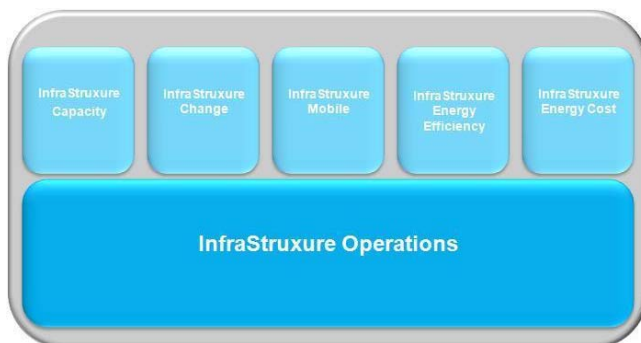 InfraStruxure
Capacity
InfraStruxure
Change
InfraStruxure
Mobile
InfraStruxure
Energy
Efficiency
InfraStruxure
Energy Cost
InfraStruxure Operations